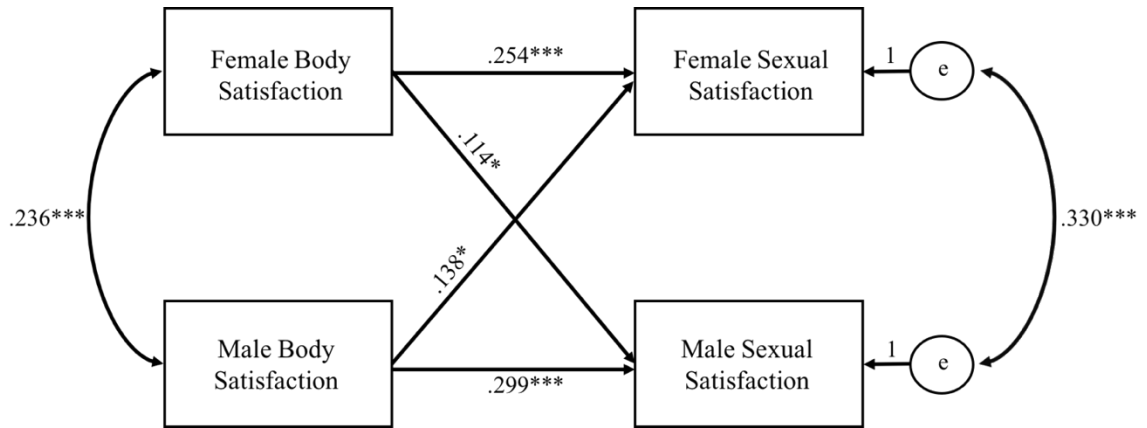 Female Body
Satisfaction
.254***
Female Sexual
Satisfaction
1
e
.114*
.236***
.330***
.138*
Male Body
Satisfaction
.299***
Male Sexual
Satisfaction
1
e